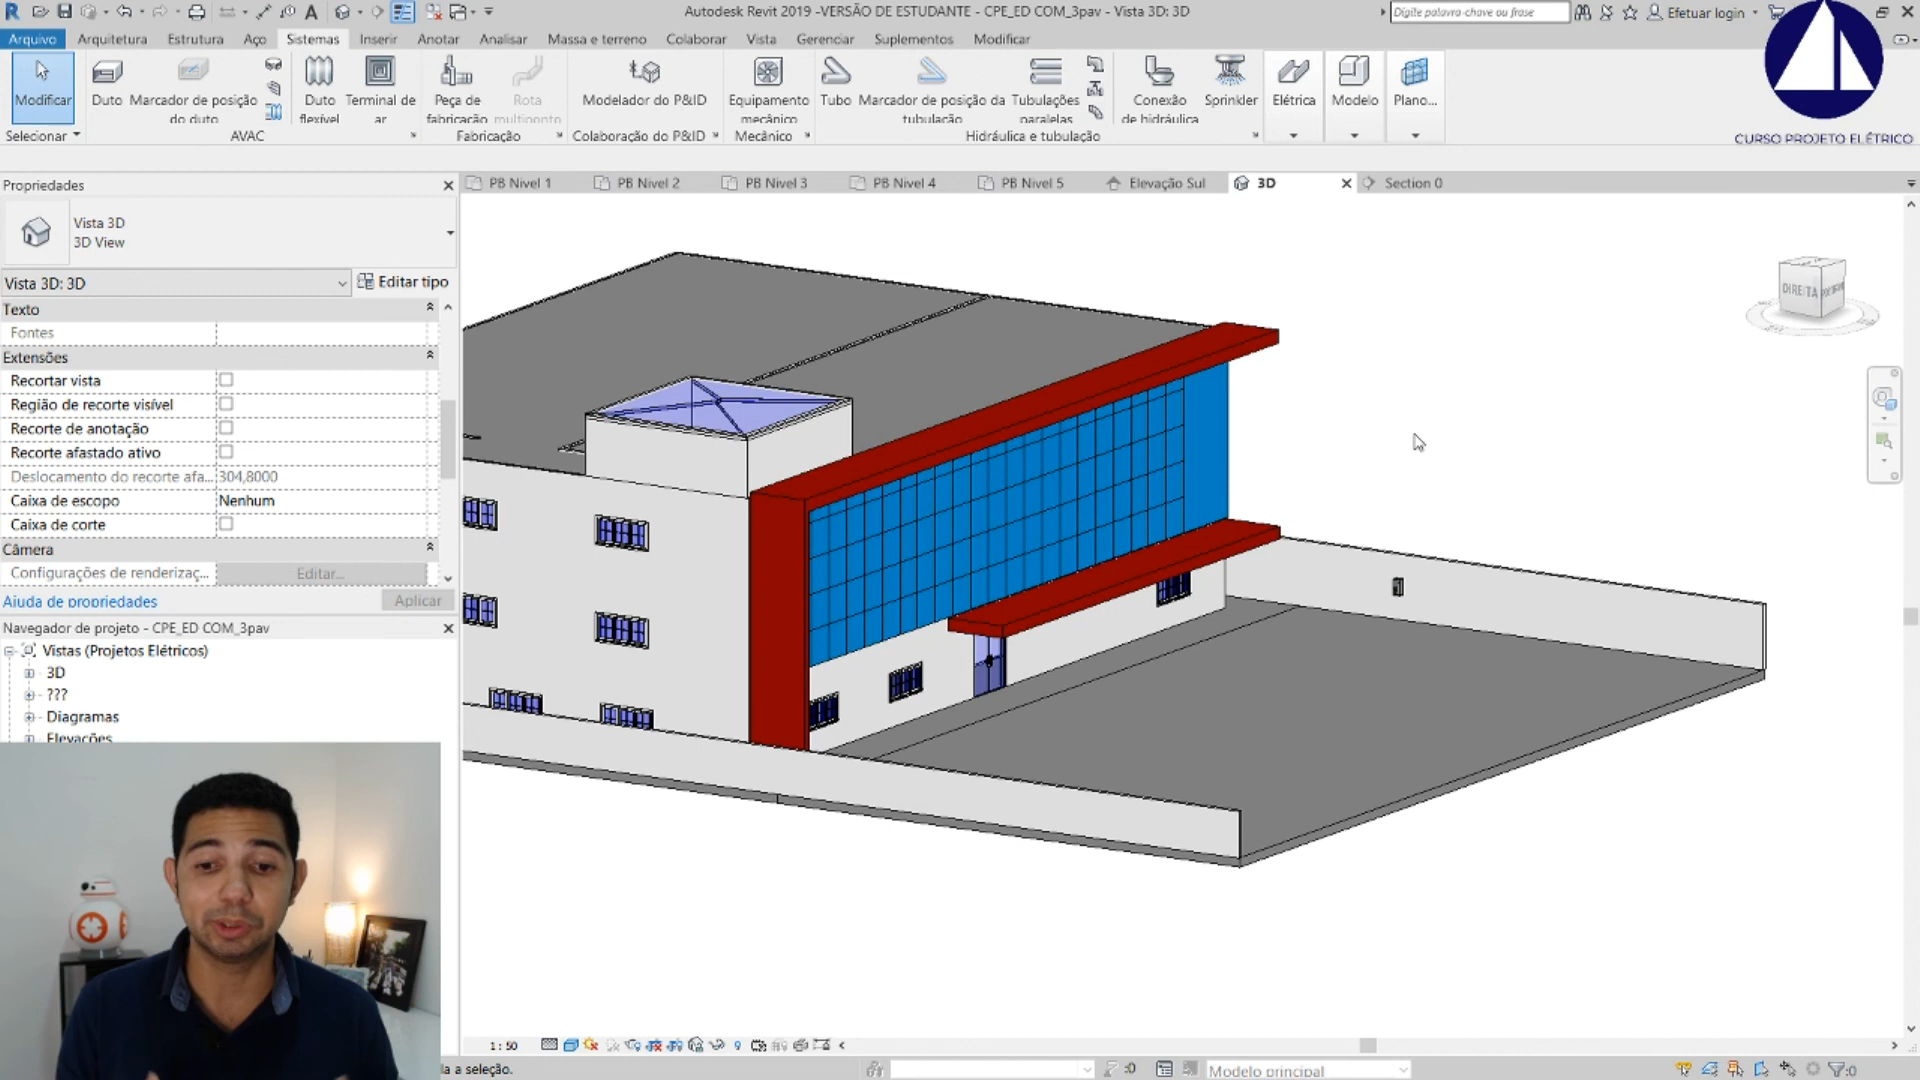 Autodesk Revit 2019 -VERSÃO DE ESTUDANTE - CPE_ED COM_3pav - Vista 3D: 3D
Digite palavra-chave ou frase
Efetuar login
Arquivo Arquitetura Estrutura Aço Sistemas Inserir Anotar Analisar Massa e terreno Colaborar Vista Gerenciar Suplementos Modificar
Modificar
Duto
Marcador de posição do duto
Duto flexível
Terminal de ar
Peça de fabricação
Rota multiponto
Modelador do P&ID
Equipamento mecânico
Tubo
Marcador de posição da tubulação
Tubulações paralelas
Conexão de hidráulica
Sprinkler
Elétrica
Modelo
Plano...
Selecionar
AVAC
Fabricação
Colaboração do P&ID
Mecânico
Hidráulica e tubulação
CURSO PROJETO ELÉTRICO
Propriedades
PB Nivel 1
PB Nivel 2
PB Nivel 3
PB Nivel 4
PB Nivel 5
Elevação Sul
3D
Section 0
Vista 3D
3D View
Vista 3D: 3D
Editar tipo
Texto
Fontes
Extensões
Recortar vista
Região de recorte visível
Recorte de anotação
Recorte afastado ativo
Deslocamento do recorte afa... 304,8000
Caixa de escopo Nenhum
Caixa de corte
Câmera
Configurações de renderizaç... Editar...
Ajuda de propriedades
Aplicar
Navegador de projeto - CPE_ED COM_3pav
Vistas (Projetos Elétricos)
3D
???
Diagramas
Elevações
DIREITA
1 : 50
a a seleção.
:0
Modelo principal
:0